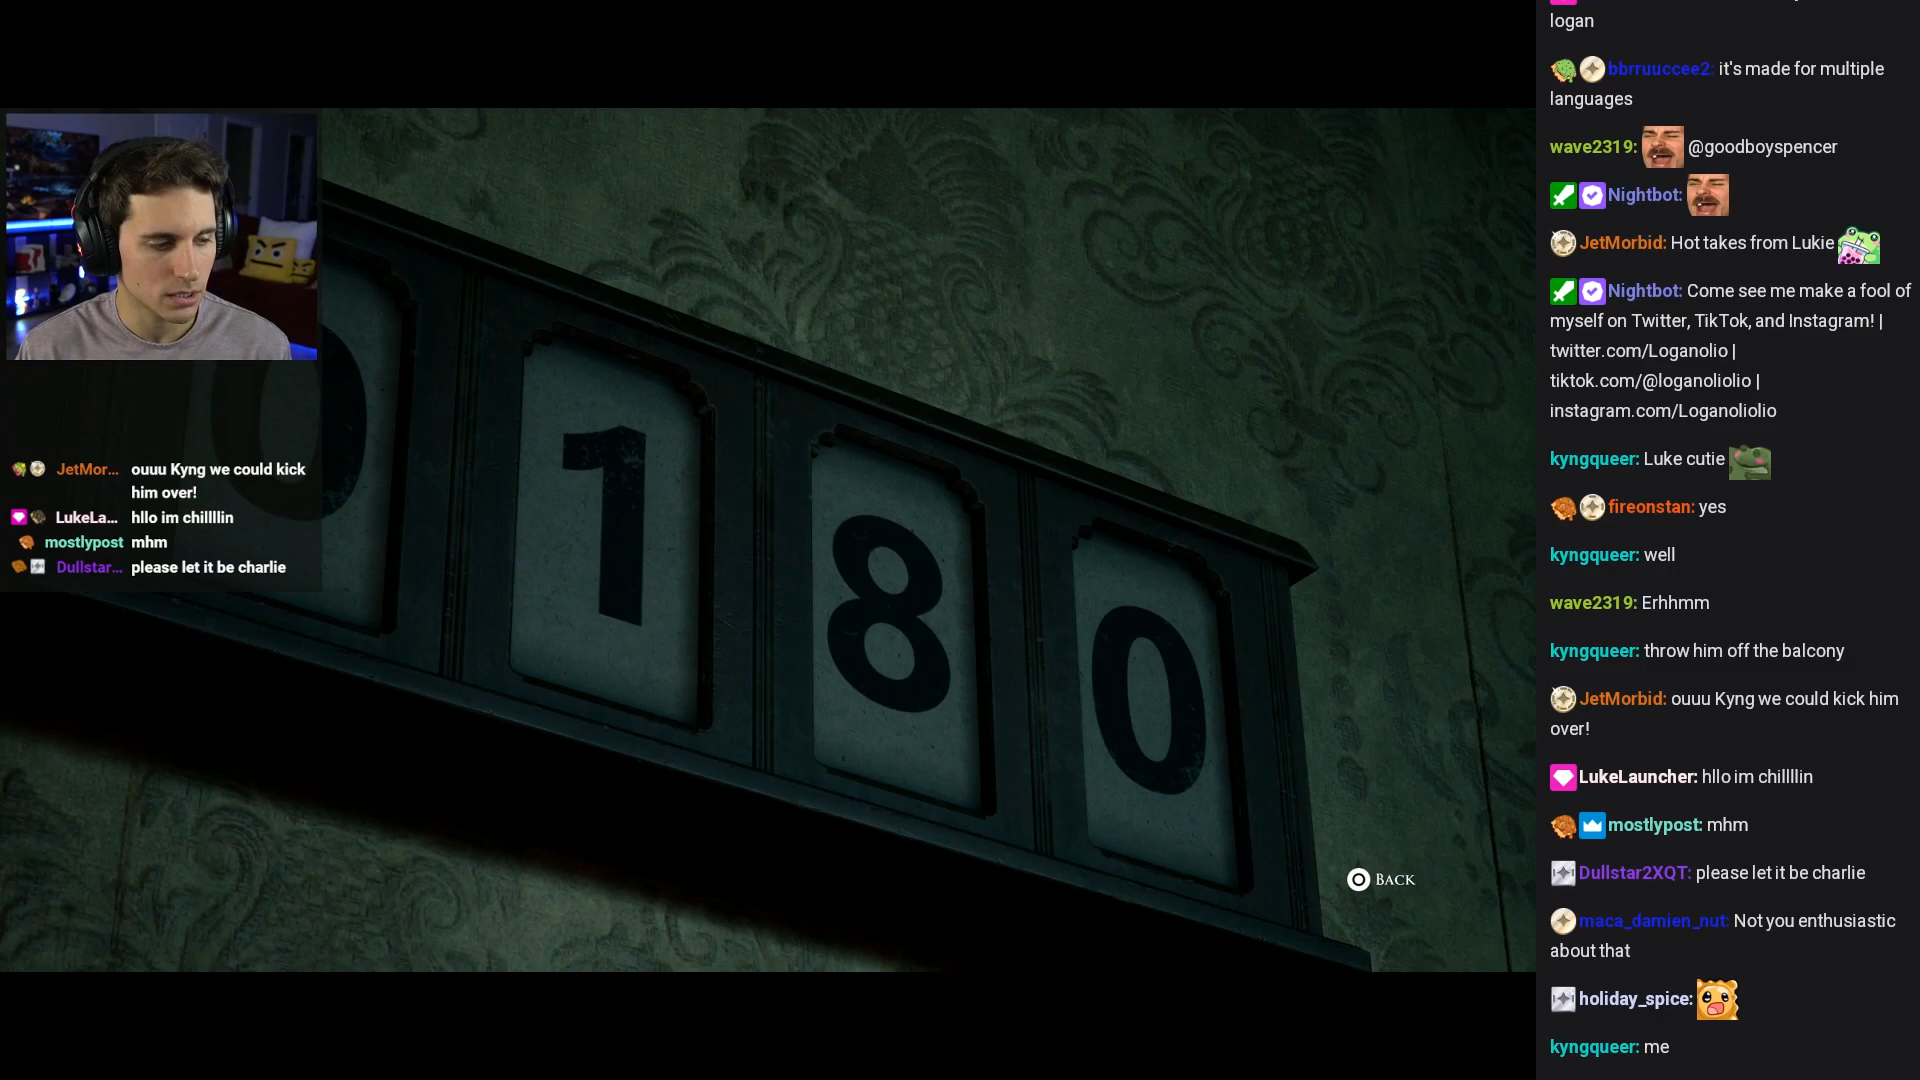 logan
bbrruuccee2: it's made for multiple
languages
wave2319: @goodboyspencer
Nightbot:
JetMorbid: Hot takes from Lukie
Nightbot: Come see me make a fool of
myself on Twitter, TikTok, and Instagram! |
twitter.com/Loganolio |
tiktok.com/@loganoliolio |
instagram.com/Loganoliolio
kyngqueer: Luke cutie
fireonstan: yes
kyngqueer: well
wave2319: Erhhmm
kyngqueer: throw him off the balcony
JetMorbid: ouuu Kyng we could kick him
over!
LukeLauncher: hllo im chillllin
mostlypost: mhm
Dullstar2XQT: please let it be charlie
maca_damien_nut: Not you enthusiastic
about that
holiday_spice:
kyngqueer: me
JetMor... ouuu Kyng we could kick
him over!
LukeLa... hllo im chillllin
mostlypost mhm
Dullstar... please let it be charlie
0 1 8 0
BACK